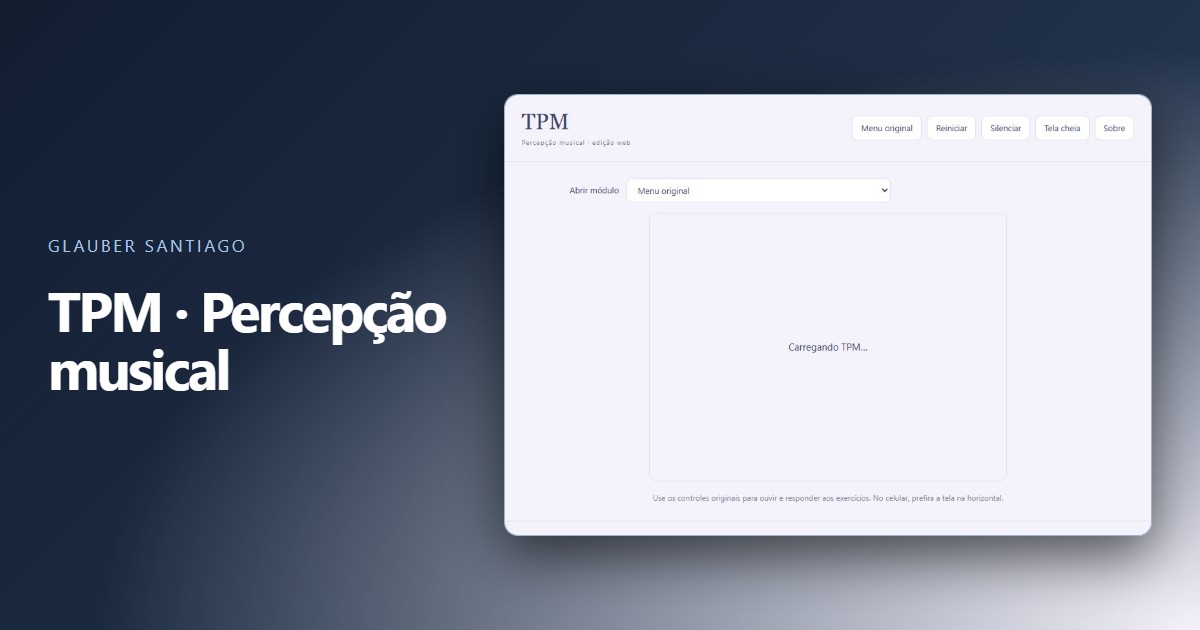 GLAUBER SANTIAGO
TPM · Percepção
musical
TPM
Percepção musical · edição web
Menu original
Reiniciar
Silenciar
Tela cheia
Sobre
Abrir módulo
Menu original
Carregando TPM...
Use os controles originais para ouvir e responder aos exercícios. No celular, prefira a tela na horizontal.